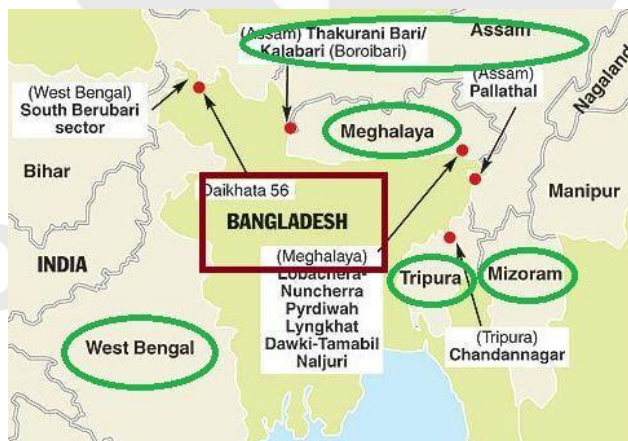 (Assam) Thakurani Bari/
Kalabari (Boroibari)
Assam
(West Bengal)
South Berubari
sector
(Assam)
Pallathal
Nagaland
Meghalaya
Bihar
Daikhata 56
Manipur
BANGLADESH
INDIA
(Meghalaya)
Lobachera-
Nuncherra
Pyrdiwah
Lyngkhat
Dawki-Tamabil
Naljuri
Tripura
Mizoram
West Bengal
(Tripura)
Chandannagar